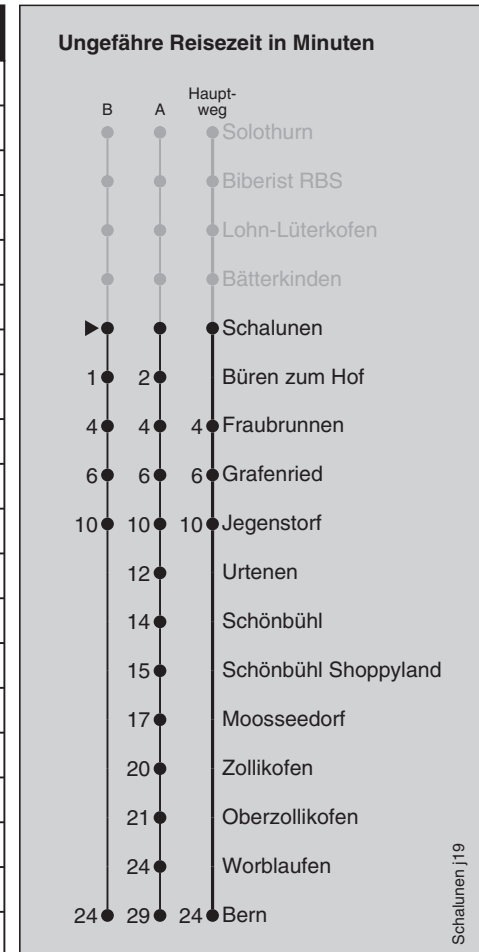 Ungefähre Reisezeit in Minuten
B A Haupt-
weg
Solothurn
Biberist RBS
Lohn-Lüterkofen
Bätterkinden
Schalunen
1 2 Büren zum Hof
4 4 4 Fraubrunnen
6 6 6 Grafenried
10 10 10 Jegenstorf
12 Urtenen
14 Schönbühl
15 Schönbühl Shoppyland
17 Moosseedorf
20 Zollikofen
21 Oberzollikofen
24 Worblaufen
24 29 24 Bern
Schalunen j19